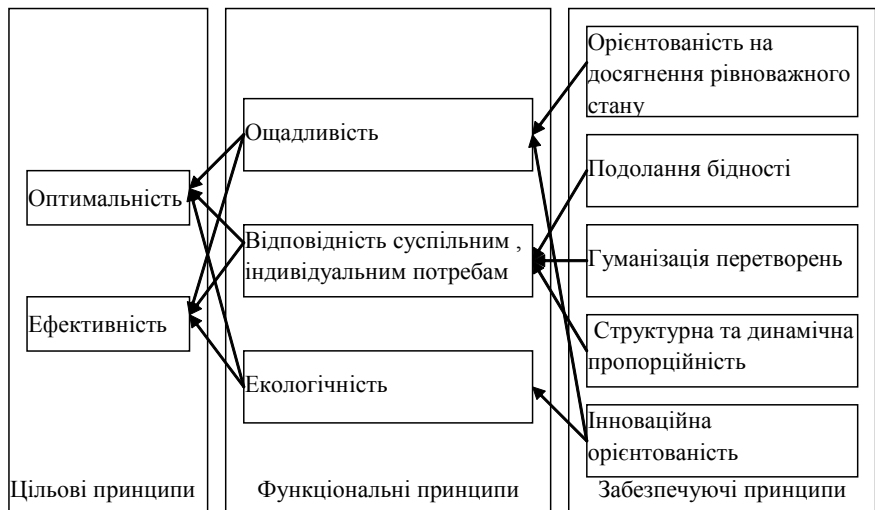 Оптимальність
Ефективність
Цільові принципи
Ощадливість
Відповідність суспільним ,
індивідуальним потребам
Екологічність
Функціональні принципи
Орієнтованість на
досягнення рівноважного
стану
Подолання бідності
Гуманізація перетворень
Структурна та динамічна
пропорційність
Інноваційна
орієнтованість
Забезпечуючі принципи